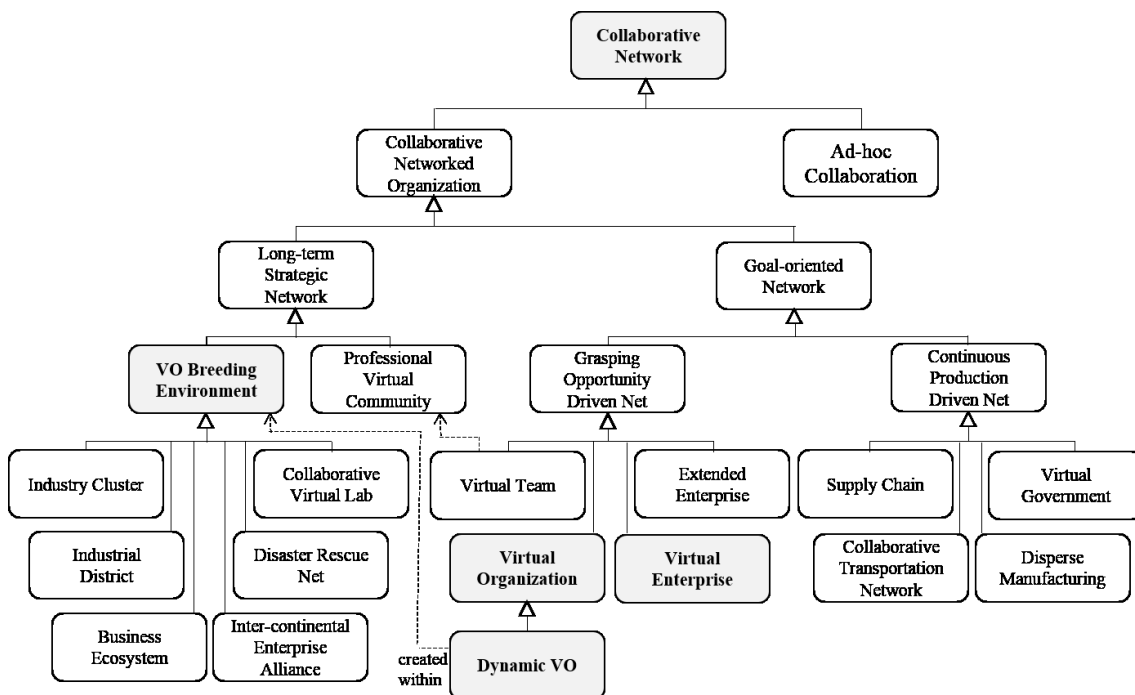 Collaborative
Network
Collaborative
Networked
Organization
Ad-hoc
Collaboration
Long-term
Strategic
Network
Goal-oriented
Network
VO Breeding
Environment
Professional
Virtual
Community
Grasping
Opportunity
Driven Net
Continuous
Production
Driven Net
Industry Cluster
Collaborative
Virtual Lab
Virtual Team
Extended
Enterprise
Supply Chain
Virtual
Government
Industrial
District
Disaster Rescue
Net
Virtual
Organization
Virtual
Enterprise
Collaborative
Transportation
Network
Disperse
Manufacturing
Business
Ecosystem
Inter-continental
Enterprise
Alliance
created
within
Dynamic VO